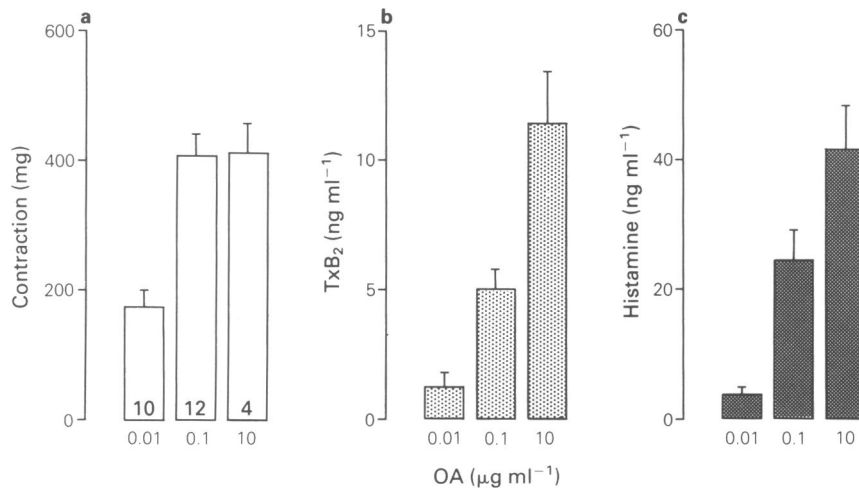 a
600
400
200
0
Contraction (mg)
10 12 4
0.01 0.1 10
b
15
10
5
0
TxB₂ (ng ml⁻¹)
0.01 0.1 10
OA (μg ml⁻¹)
c
60
40
20
0
Histamine (ng ml⁻¹)
0.01 0.1 10